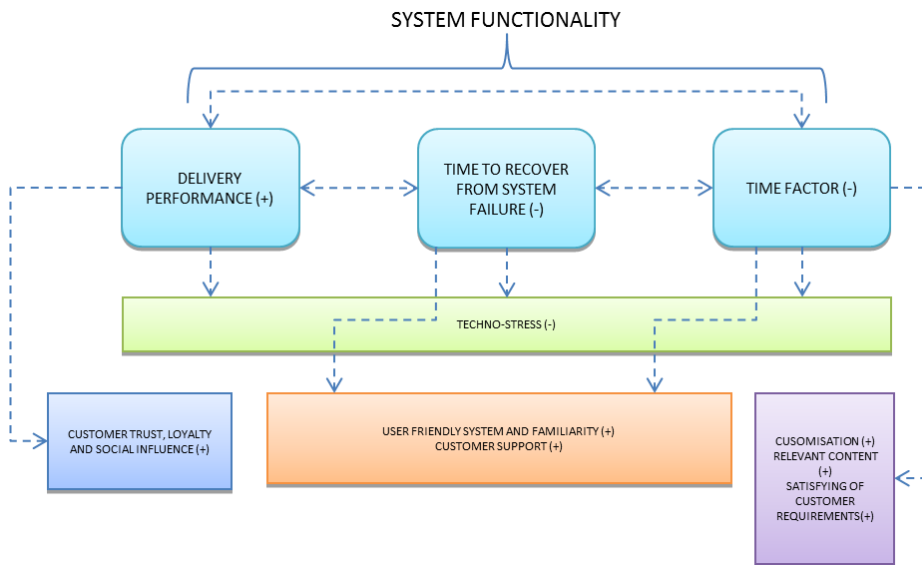 SYSTEM FUNCTIONALITY
DELIVERY
PERFORMANCE (+)
TIME TO RECOVER
FROM SYSTEM
FAILURE (-)
TIME FACTOR (-)
TECHNO-STRESS (-)
CUSTOMER TRUST, LOYALTY
AND SOCIAL INFLUENCE (+)
USER FRIENDLY SYSTEM AND FAMILIARITY (+)
CUSTOMER SUPPORT (+)
CUSOMISATION (+)
RELEVANT CONTENT
(+)
SATISFYING OF
CUSTOMER
REQUIREMENTS(+)